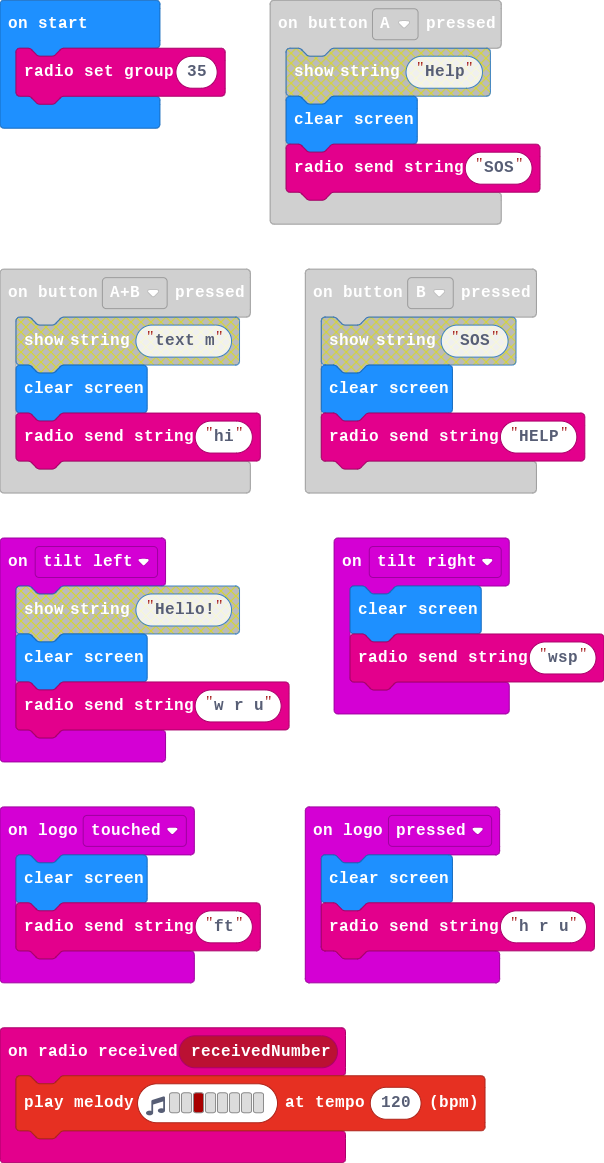 on start
radio set group 35
on button A pressed
show string "Help"
clear screen
radio send string "SOS"
on button A+B pressed
show string "text m"
clear screen
radio send string "hi"
on button B pressed
show string "SOS"
clear screen
radio send string "HELP"
on tilt left
show string "Hello!"
clear screen
radio send string "w r u"
on tilt right
clear screen
radio send string "wsp"
on logo touched
clear screen
radio send string "ft"
on logo pressed
clear screen
radio send string "h r u"
on radio received receivedNumber
play melody at tempo 120 (bpm)